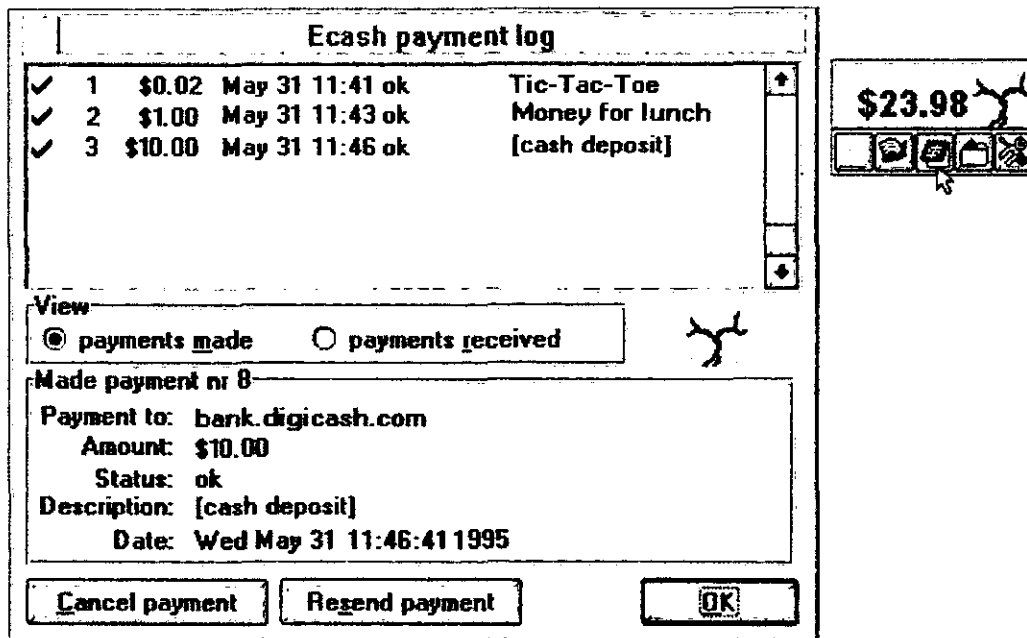 Ecash payment log
1 $0.02 May 31 11:41 ok Tic-Tac-Toe
2 $1.00 May 31 11:43 ok Money for lunch
3 $10.00 May 31 11:46 ok [cash deposit]
$23.98
View
payments made payments received
Made payment nr 8
Payment to: bank.digicash.com
Amount: $10.00
Status: ok
Description: [cash deposit]
Date: Wed May 31 11:46:41 1995
Cancel payment Resend payment OK